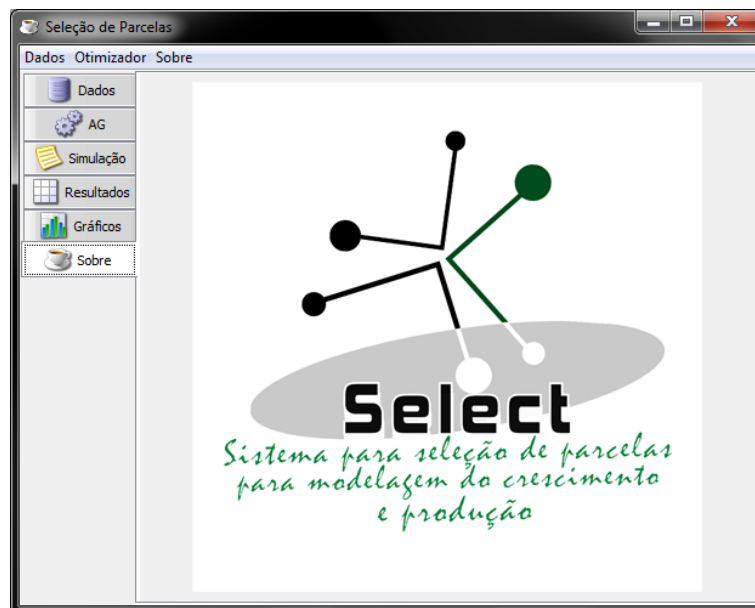 Seleção de Parcelas
Dados Otimizador Sobre
Dados
AG
Simulação
Resultados
Gráficos
Sobre
Select
Sistema para seleção de parcelas
para modelagem do crescimento
e produção